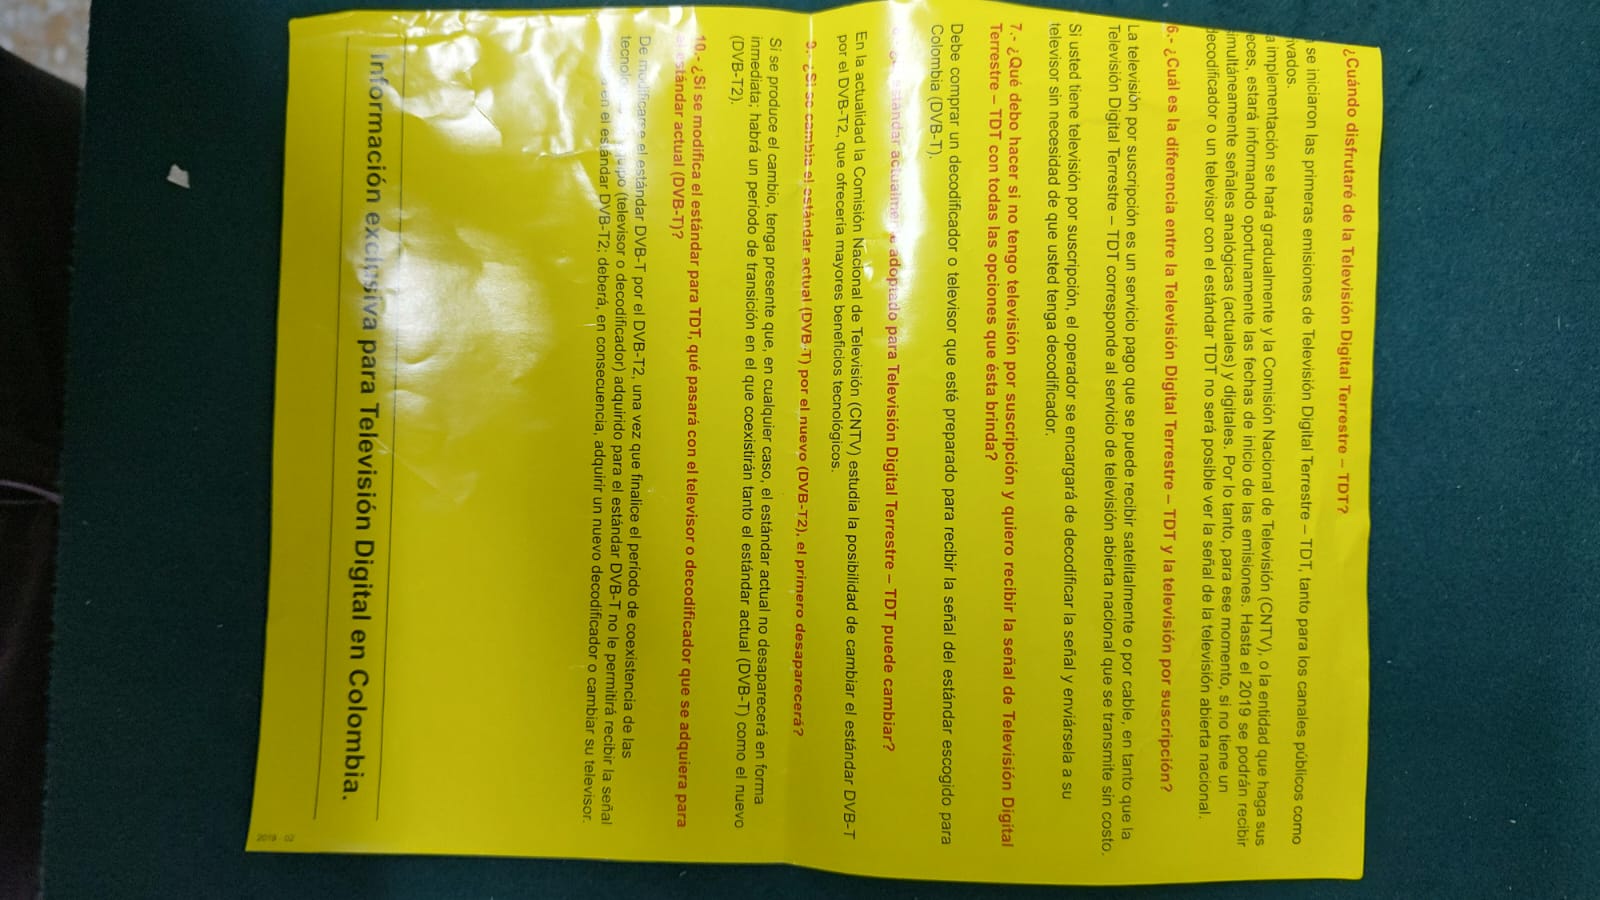 ¿Cuándo disfrutaré de la Televisión Digital Terrestre – TDT?
se iniciaron las primeras emisiones de Televisión Digital Terrestre – TDT, tanto para los canales públicos como
ivados.
a implementación se hará gradualmente y la Comisión Nacional de Televisión (CNTV), o la entidad que haga sus
eces, estará informando oportunamente las fechas de inicio de las emisiones. Hasta el 2019 se podrán recibir
imultáneamente señales analógicas (actuales) y digitales. Por lo tanto, para ese momento, si no tiene un
decodificador o un televisor con el estándar TDT no será posible ver la señal de la televisión abierta nacional.
6.- ¿Cuál es la diferencia entre la Televisión Digital Terrestre – TDT y la televisión por suscripción?
La televisión por suscripción es un servicio pago que se puede recibir satelitalmente o por cable, en tanto que la
Televisión Digital Terrestre – TDT corresponde al servicio de televisión abierta nacional que se transmite sin costo.
Si usted tiene televisión por suscripción, el operador se encargará de decodificar la señal y enviársela a su
televisor sin necesidad de que usted tenga decodificador.
7.- ¿Qué debo hacer si no tengo televisión por suscripción y quiero recibir la señal de Televisión Digital
Terrestre – TDT con todas las opciones que ésta brinda?
Debe comprar un decodificador o televisor que esté preparado para recibir la señal del estándar escogido para
Colombia (DVB-T).
estándar actualmente adoptado para Televisión Digital Terrestre – TDT puede cambiar?
En la actualidad la Comisión Nacional de Televisión (CNTV) estudia la posibilidad de cambiar el estándar DVB-T
por el DVB-T2, que ofrecería mayores beneficios tecnológicos.
9.- ¿Si se cambia el estándar actual (DVB-T) por el nuevo (DVB-T2), el primero desaparecerá?
Si se produce el cambio, tenga presente que, en cualquier caso, el estándar actual no desaparecerá en forma
inmediata; habrá un período de transición en el que coexistirán tanto el estándar actual (DVB-T) como el nuevo
(DVB-T2).
10.- ¿Si se modifica el estándar para TDT, qué pasará con el televisor o decodificador que se adquiera para
el estándar actual (DVB-T)?
De modificarse el estándar DVB-T por el DVB-T2, una vez que finalice el período de coexistencia de las
(televisor o decodificador) adquirido para el estándar DVB-T no le permitirá recibir la señal
en el estándar DVB-T2; deberá, en consecuencia, adquirir un nuevo decodificador o cambiar su televisor.
Información exclusiva para Televisión Digital en Colombia.
2019 02